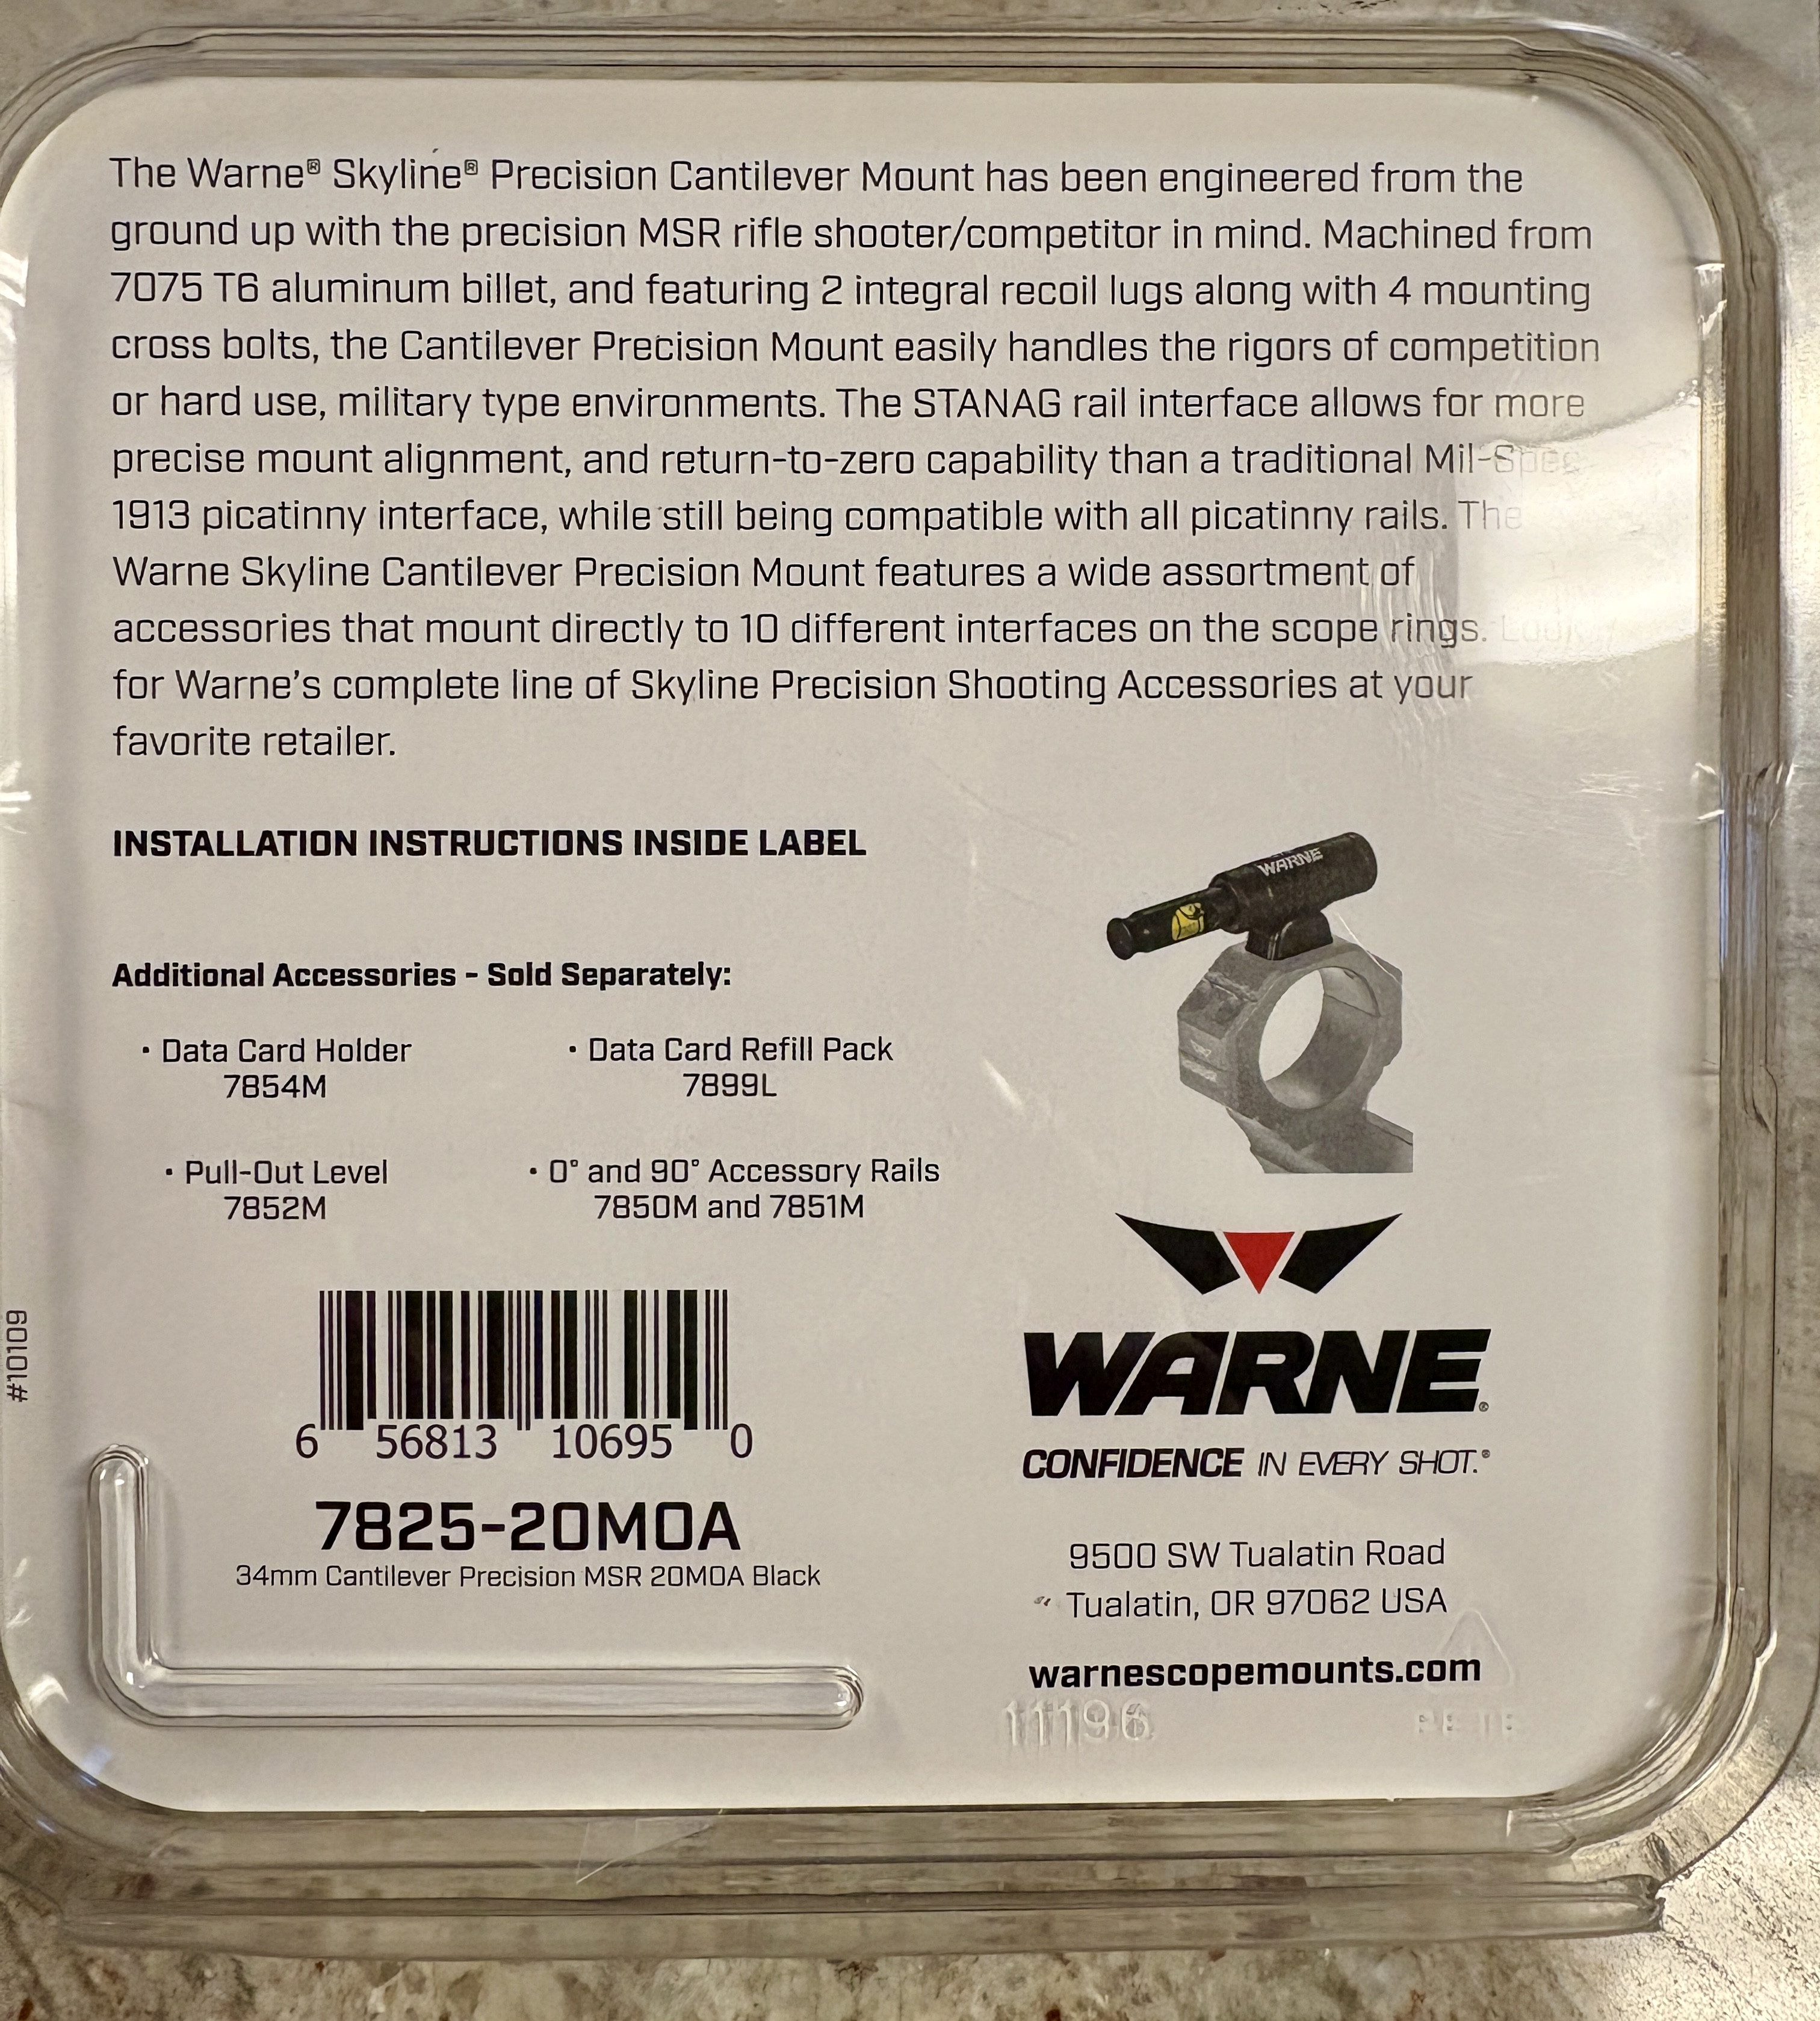 The Warne® Skyline® Precision Cantilever Mount has been engineered from the
ground up with the precision MSR rifle shooter/competitor in mind. Machined from
7075 T6 aluminum billet, and featuring 2 integral recoil lugs along with 4 mounting
cross bolts, the Cantilever Precision Mount easily handles the rigors of competition
or hard use, military type environments. The STANAG rail interface allows for more
precise mount alignment, and return-to-zero capability than a traditional Mil-Spec
1913 picatinny interface, while still being compatible with all picatinny rails. The
Warne Skyline Cantilever Precision Mount features a wide assortment of
accessories that mount directly to 10 different interfaces on the scope rings. Look
for Warne's complete line of Skyline Precision Shooting Accessories at your
favorite retailer.
INSTALLATION INSTRUCTIONS INSIDE LABEL
WARNE
Additional Accessories - Sold Separately:
• Data Card Holder
7854M
• Data Card Refill Pack
7899L
• Pull-Out Level
7852M
• 0° and 90° Accessory Rails
7850M and 7851M
#10109
6 56813 10695 0
7825-20MOA
34mm Cantilever Precision MSR 20MOA Black
WARNE®
CONFIDENCE IN EVERY SHOT.®
9500 SW Tualatin Road
Tualatin, OR 97062 USA
warnescopemounts.com
11196
PETE